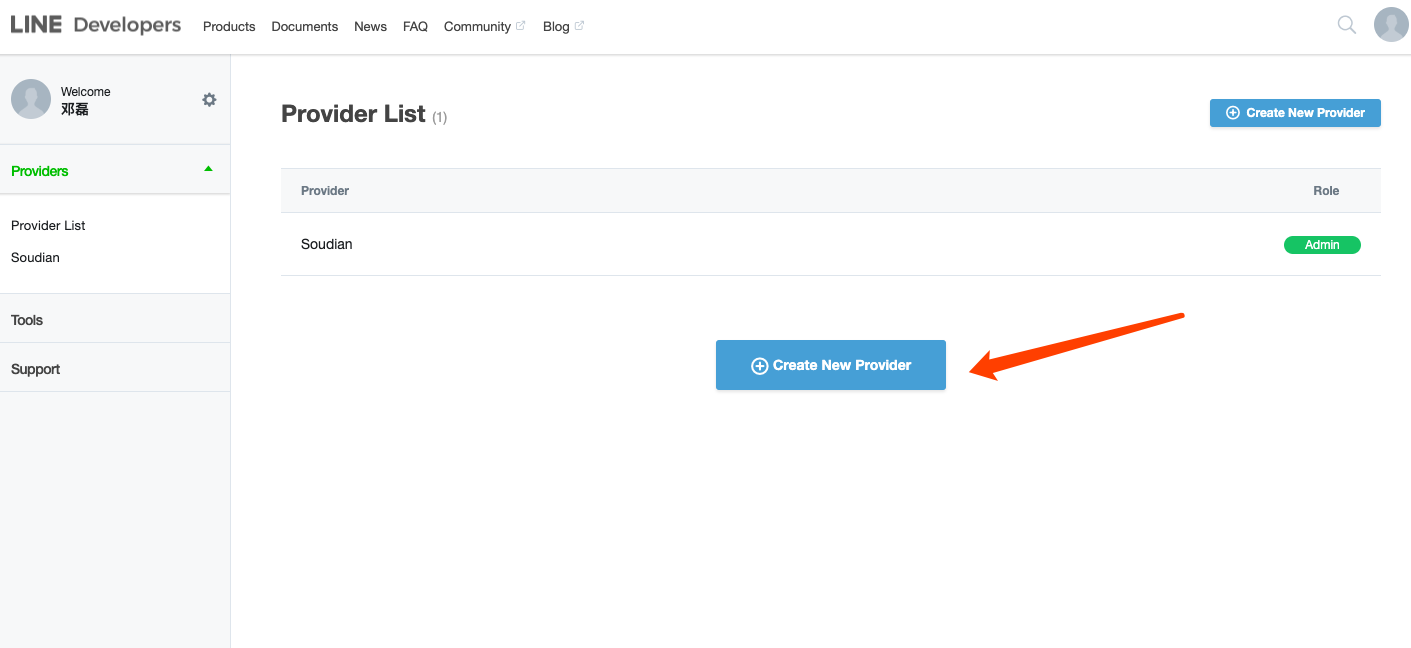 LINE Developers Products Documents News FAQ Community Blog
Welcome
邓磊
Providers
Provider List
Soudian
Tools
Support
Provider List (1)
Create New Provider
Provider Role
Soudian Admin
Create New Provider